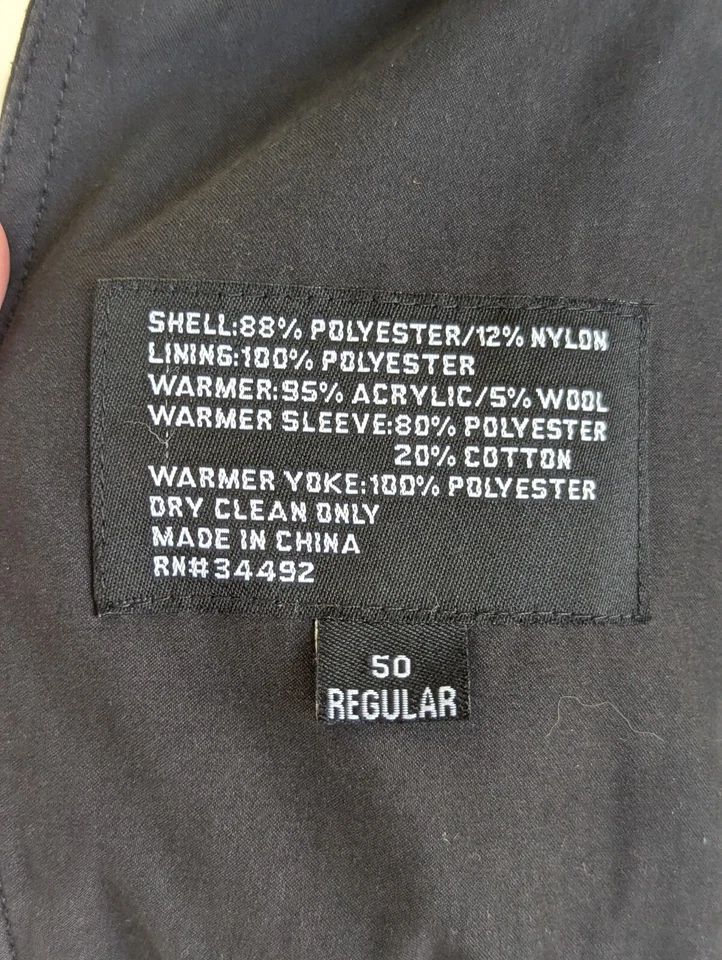 SHELL:88% POLYESTER/12% NYLON
LINING:100% POLYESTER
WARMER:95% ACRYLIC/5% WOOL
WARMER SLEEVE:80% POLYESTER
20% COTTON
WARMER YOKE:100% POLYESTER
DRY CLEAN ONLY
MADE IN CHINA
RN#34492
50
REGULAR